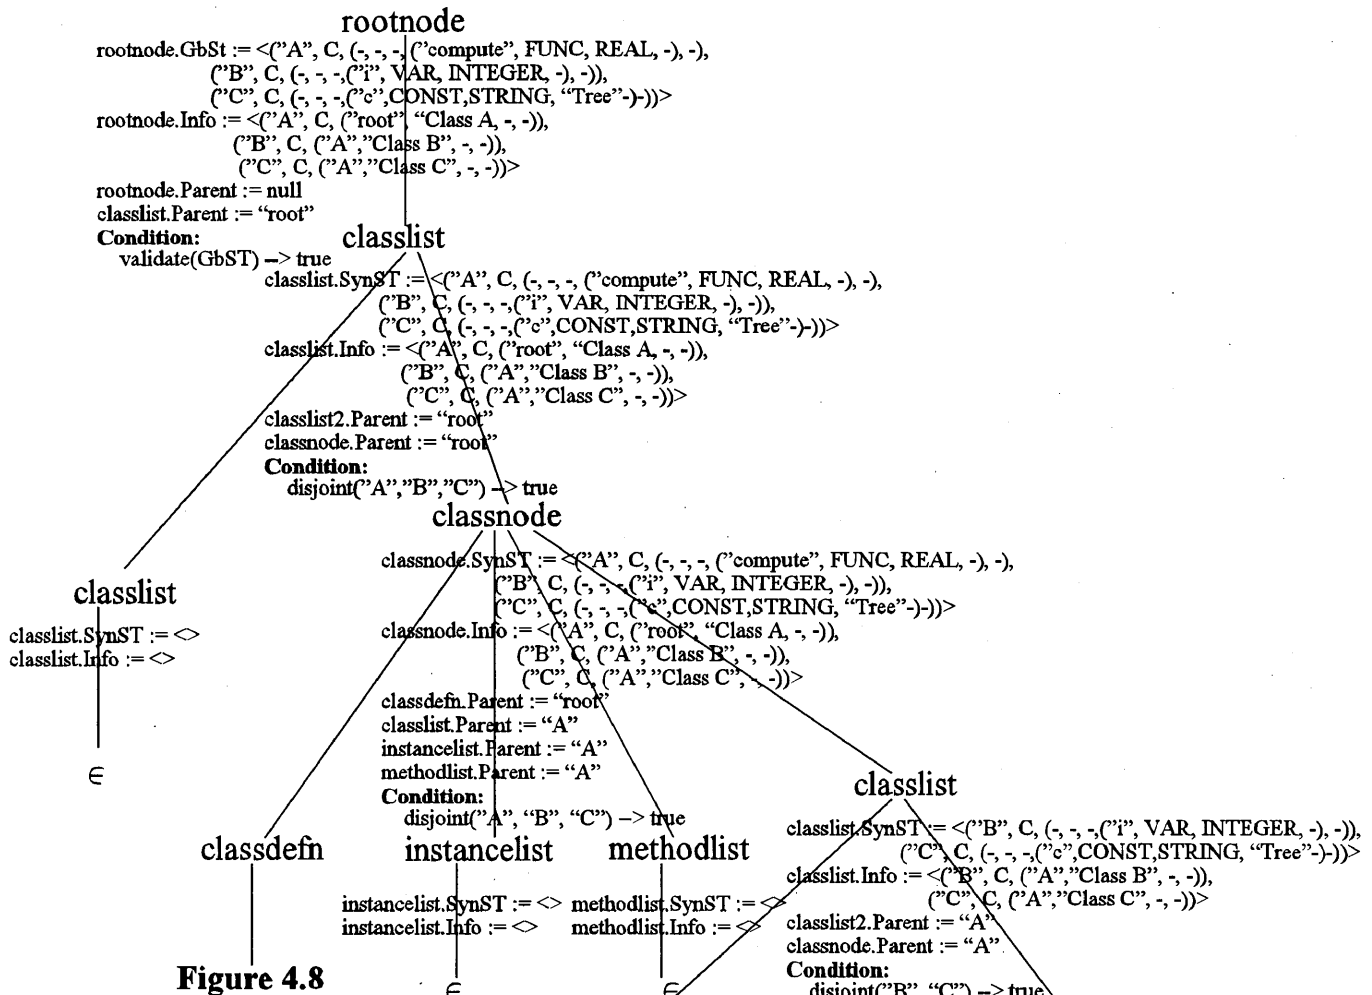 rootnode
rootnode.GbSt := <("A", C, (-, -, -, ("compute", FUNC, REAL, -), -),
("B", C, (-, -, -,("i", VAR, INTEGER, -), -)),
("C", C, (-, -, -,("c",CONST,STRING, “Tree”-)-))>
rootnode.Info := <("A", C, ("root”, “Class A, -, -)),
("B", C, ("A”,”Class B”, -, -)),
("C”, C, ("A”,”Class C”, -, -))>
rootnode.Parent := null
classlist.Parent := “root”
Condition:
validate(GbST) –> true
classlist
classlist.SynST := <("A”, C, (-, -, -, ("compute”, FUNC, REAL, -), -),
("B”, C, (-, -, -,("i”, VAR, INTEGER, -), -)),
("C”, C, (-, -, -,("c”,CONST,STRING, “Tree”-)-))>
classlist.Info := <("A”, C, ("root”, “Class A, -, -)),
("B”, C, ("A”,”Class B”, -, -)),
("C”, C, ("A”,”Class C”, -, -))>
classlist2.Parent := “root”
classnode.Parent := “root”
Condition:
disjoint("A”,”B”,”C”) –> true
classnode
classnode.SynST := <("A”, C, (-, -, -, ("compute”, FUNC, REAL, -), -),
("B”, C, (-, -, -,("i”, VAR, INTEGER, -), -)),
("C”, C, (-, -, -,("c”,CONST,STRING, “Tree”-)-))>
classnode.Info := <("A”, C, ("root”, “Class A, -, -)),
("B”, C, ("A”,”Class B”, -, -)),
("C”, C, ("A”,”Class C”, -, -))>
classdefn.Parent := “root”
classlist.Parent := “A”
instancelist.Parent := “A”
methodlist.Parent := “A”
Condition:
disjoint("A”, “B”, “C”) –> true
classlist
classlist.SynST := <>
classlist.Info := <>
∈
classdefn
instancelist
instancelist.SynST := <>
instancelist.Info := <>
∈
methodlist
methodlist.SynST := <>
methodlist.Info := <>
∈
classlist
classlist.SynST := <("B”, C, (-, -, -,("i”, VAR, INTEGER, -), -)),
("C”, C, (-, -, -,("c”,CONST,STRING, “Tree”-)-))>
classlist.Info := <("B”, C, ("A”,”Class B”, -, -)),
("C”, C, ("A”,”Class C”, -, -))>
classlist2.Parent := “A”
classnode.Parent := “A”
Condition:
disjoint("B”, “C”) –> true
Figure 4.8